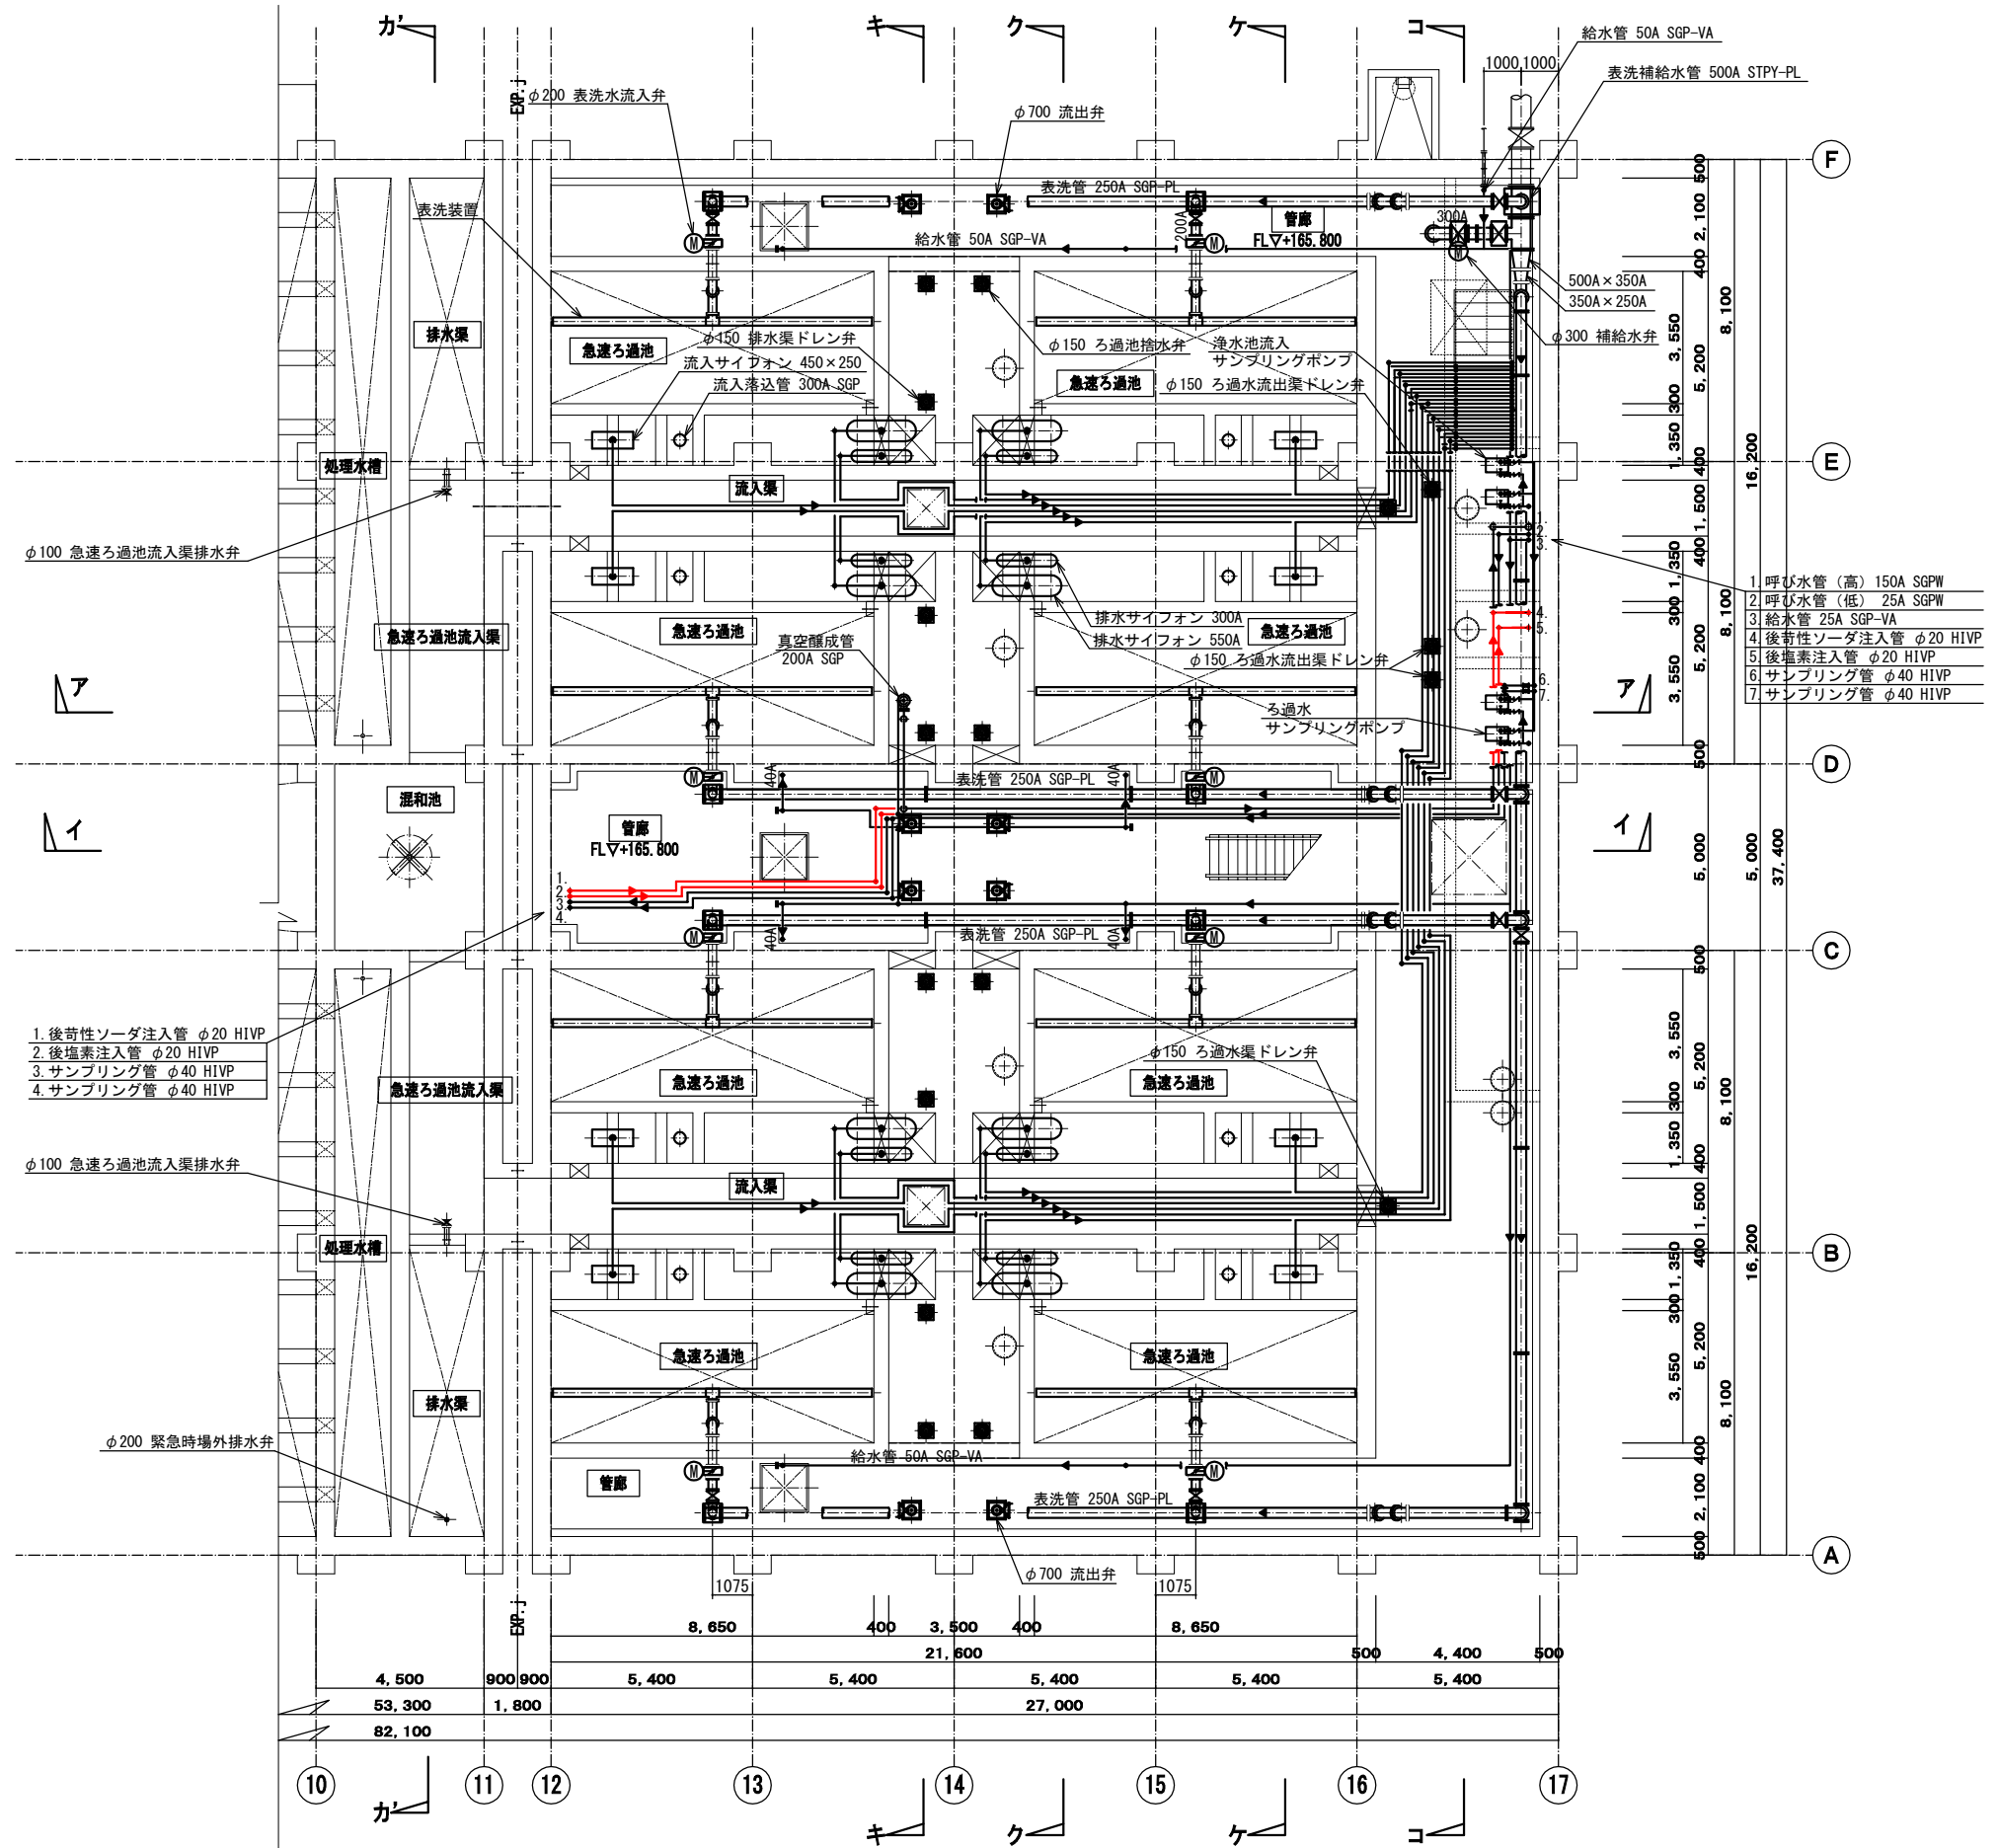 カ'
キ
ク
ケ
コ
給水管 50A SGP-VA
1000 1000
表洗補給水管 500A STPY-PL
EXP.j
φ200 表洗水流入弁
φ700 流出弁
F
表洗管 250A SGP-PL
表洗装置
200A
管廊
FL▽+165.800
300A
給水管 50A SGP-VA
500A×350A
350A×250A
排水渠
急速ろ過池
φ150 排水渠ドレン弁
φ150 ろ過池捨水弁
浄水池流入
サンプリングポンプ
φ300 補給水弁
流入サイフォン 450×250
流入落込管 300A SGP
急速ろ過池
φ150 ろ過水流出渠ドレン弁
処理水槽
E
流入渠
φ100 急速ろ過池流入渠排水弁
1.
2.
3.
1.呼び水管（高）150A SGPW
2.呼び水管（低） 25A SGPW
3.給水管 25A SGP-VA
4.後苛性ソーダ注入管 φ20 HIVP
5.後塩素注入管 φ20 HIVP
6.サンプリング管 φ40 HIVP
7.サンプリング管 φ40 HIVP
4.
5.
排水サイフォン 300A
排水サイフォン 550A
急速ろ過池流入渠
急速ろ過池
急速ろ過池
真空醸成管
200A SGP
φ150 ろ過水流出渠ドレン弁
ア
ア
6.
7.
ろ過水
サンプリングポンプ
D
40A
表洗管 250A SGP-PL
40A
混和池
イ
イ
管廊
FL▽+165.800
1.
2.
3.
4.
40A
表洗管 250A SGP-PL
40A
C
1.後苛性ソーダ注入管 φ20 HIVP
2.後塩素注入管 φ20 HIVP
3.サンプリング管 φ40 HIVP
4.サンプリング管 φ40 HIVP
φ150 ろ過水渠ドレン弁
急速ろ過池流入渠
急速ろ過池
急速ろ過池
φ100 急速ろ過池流入渠排水弁
流入渠
処理水槽
B
急速ろ過池
急速ろ過池
排水渠
φ200 緊急時場外排水弁
給水管 50A SGP-VA
管廊
表洗管 250A SGP-PL
A
φ700 流出弁
500
2,100
400
3,550
5,200
300
1,350
400
1,500
400
1,350
300
5,200
3,550
500
8,100
8,100
16,200
5,000
5,000
37,400
500
3,550
5,200
300
1,350
400
1,500
400
1,350
300
5,200
3,550
400
2,100
500
8,100
8,100
16,200
1075
1075
EXP.j
8,650
400
3,500
400
8,650
21,600
500
4,400
500
4,500
900 900
5,400
5,400
5,400
5,400
5,400
53,300
1,800
27,000
82,100
10
11
12
13
14
15
16
17
カ'
キ
ク
ケ
コ